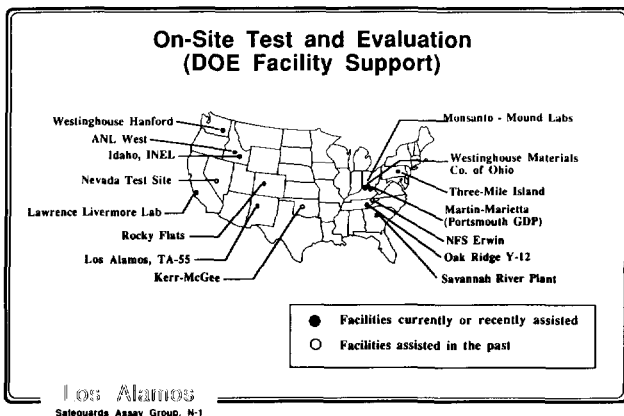 On-Site Test and Evaluation
(DOE Facility Support)
Westinghouse Hanford
ANL West
Idaho, INEL
Nevada Test Site
Lawrence Livermore Lab
Rocky Flats
Los Alamos, TA-55
Kerr-McGee
Monsanto - Mound Labs
Westinghouse Materials
Co. of Ohio
Three-Mile Island
Martin-Marietta
(Portsmouth GDP)
NFS Erwin
Oak Ridge Y-12
Savannah River Plant
Facilities currently or recently assisted
Facilities assisted in the past
Los Alamos
Safeguards Assay Group, N-1